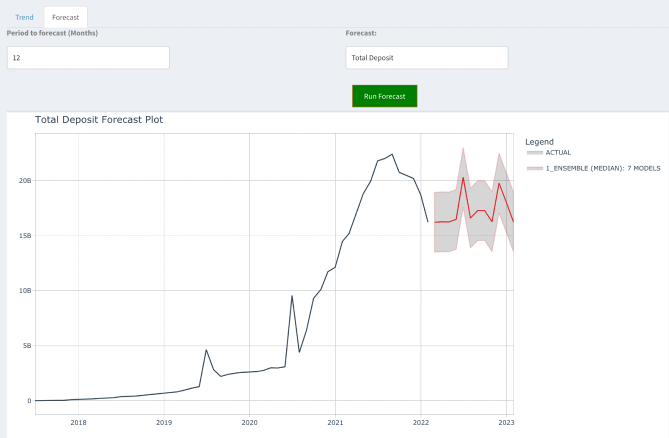 Trend Forecast
Period to forecast (Months) Forecast:
12 Total Deposit
Run Forecast
Total Deposit Forecast Plot
Legend
ACTUAL
1_ENSEMBLE (MEDIAN): 7 MODELS
20B
15B
10B
5B
0
2018 2019 2020 2021 2022 2023